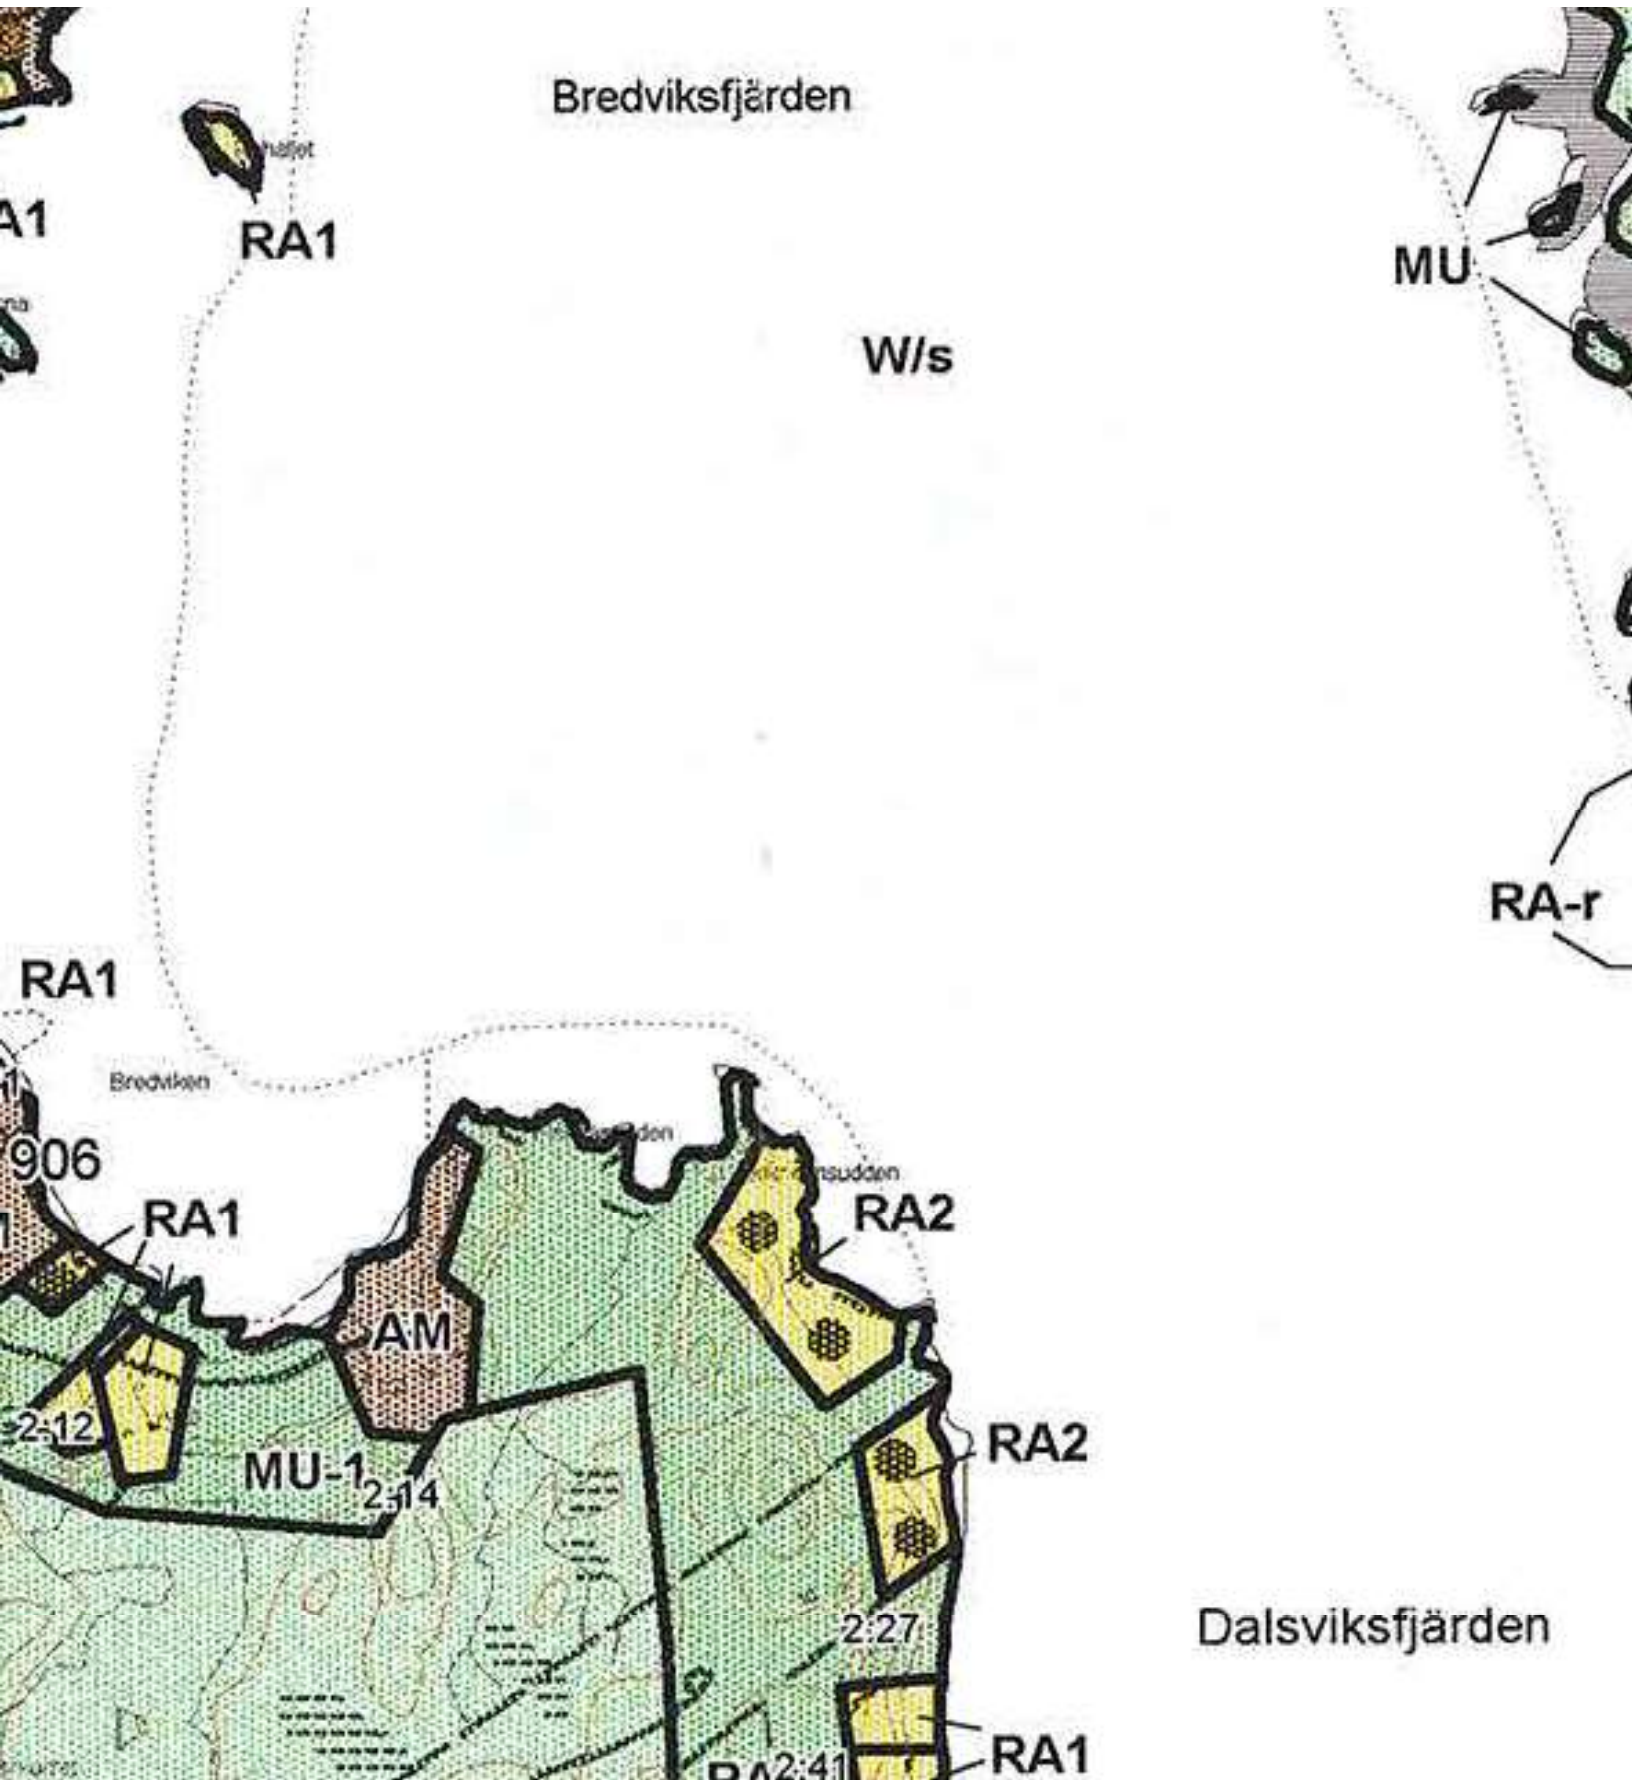 Bredviksfjärden
RA1
A1
MU
W/s
RA-r
RA1
Bredviken
906
RA1
RA2
AM
2:12
MU-1
2:14
RA2
2:27
Dalsviksfjärden
RA1
2:41